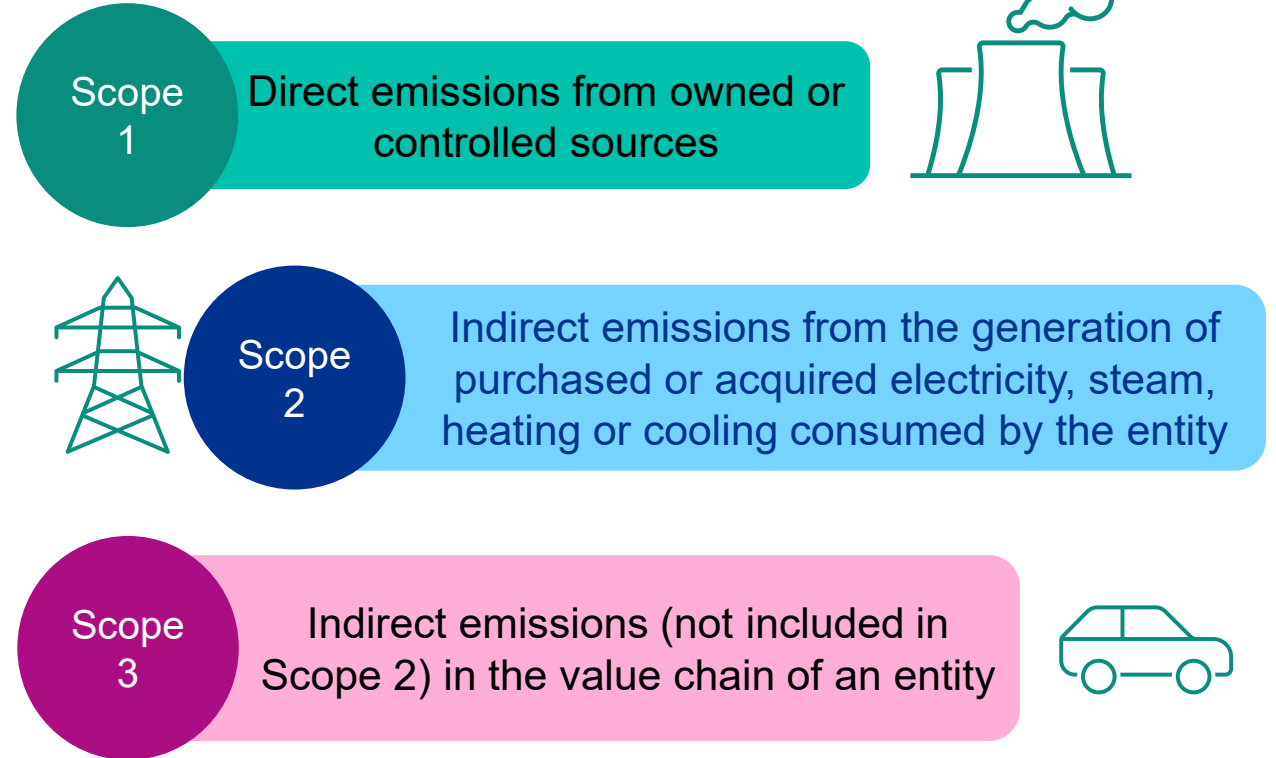 Scope
1
Direct emissions from owned or
controlled sources
Scope
2
Indirect emissions from the generation of
purchased or acquired electricity, steam,
heating or cooling consumed by the entity
Scope
3
Indirect emissions (not included in
Scope 2) in the value chain of an entity